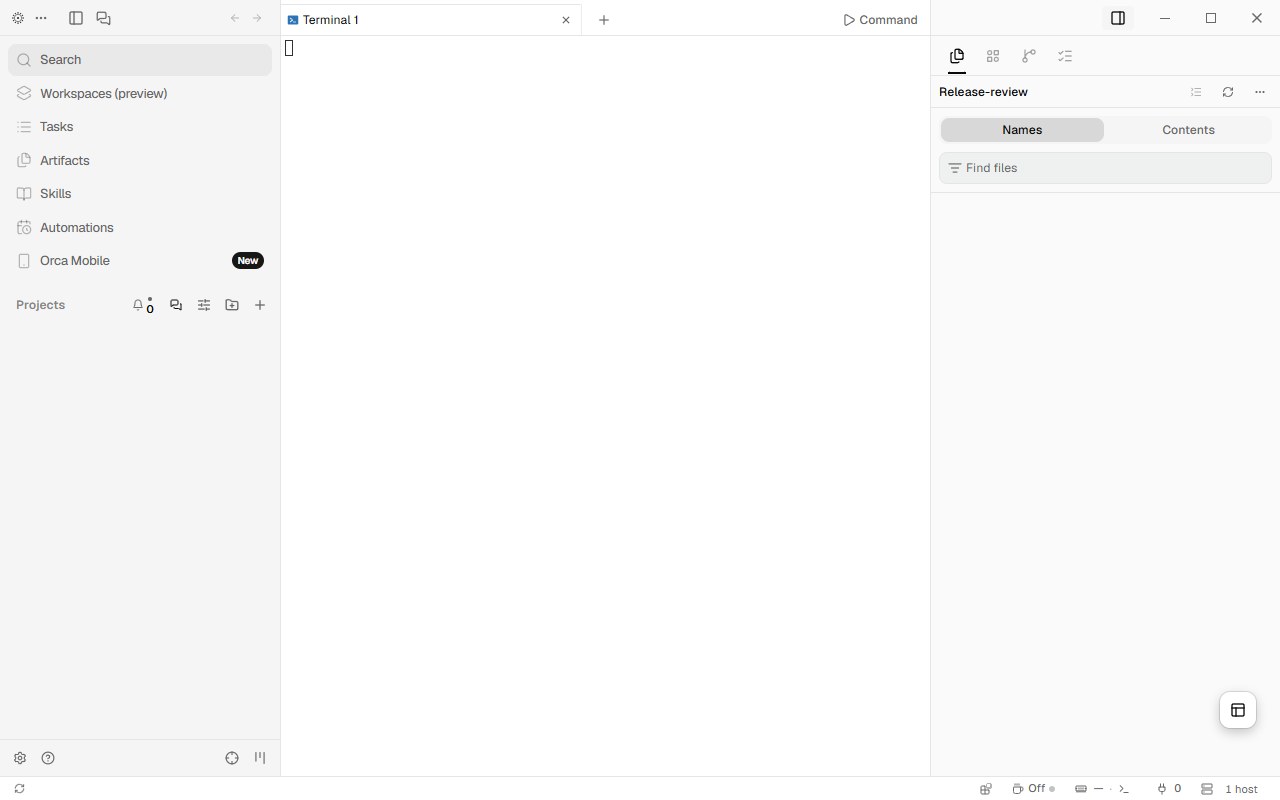 Terminal 1
Command
Search
Workspaces (preview)
Tasks
Artifacts
Skills
Automations
Orca Mobile
New
Projects
0
Release-review
Names
Contents
Find files
Off
0
1 host